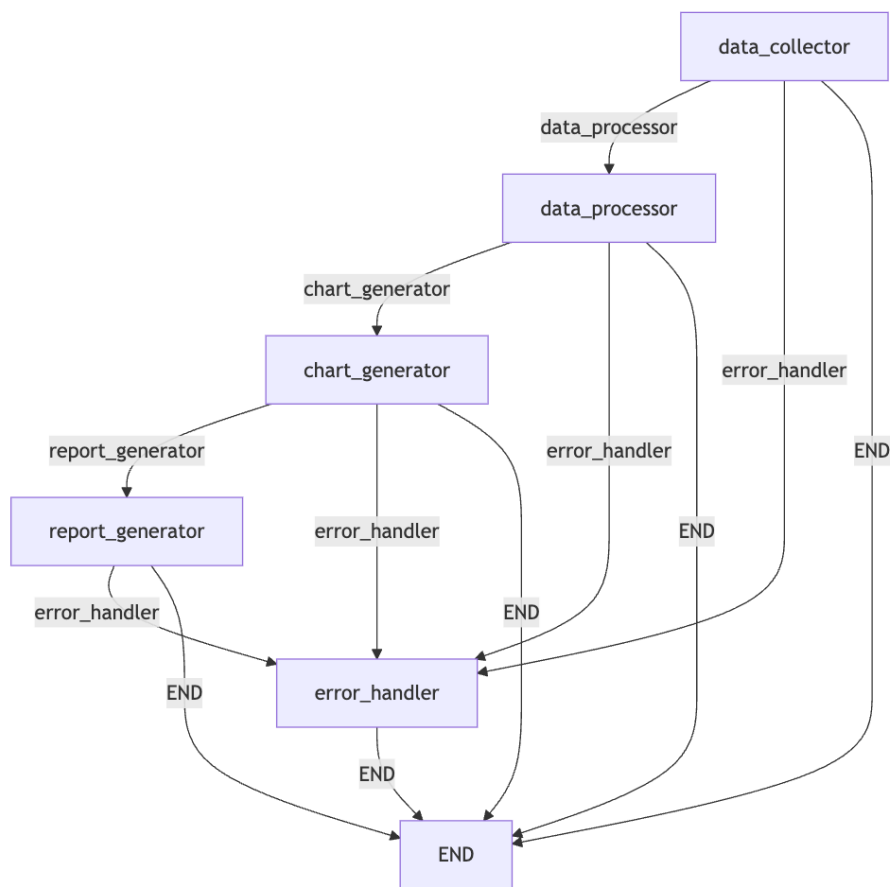 data_collector
data_processor
data_processor
chart_generator
chart_generator
error_handler
report_generator
error_handler
END
report_generator
error_handler
END
error_handler
END
error_handler
END
END
END